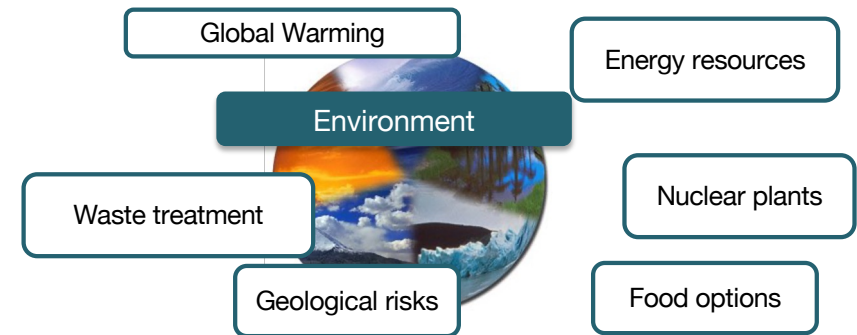 Global Warming
Energy resources
Environment
Waste treatment
Nuclear plants
Geological risks
Food options